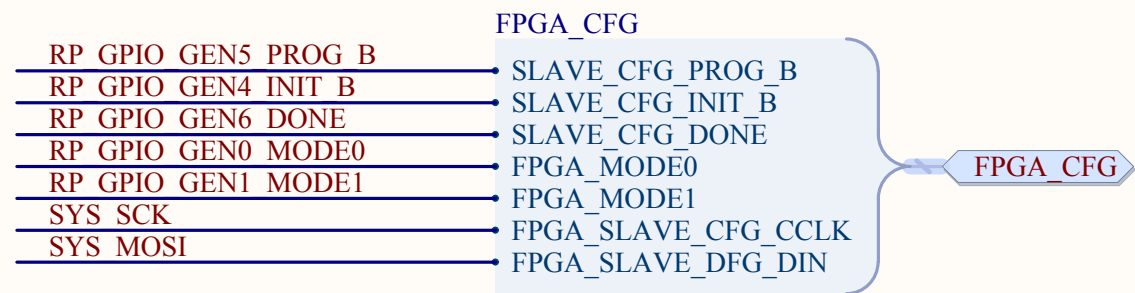 FPGA_CFG
RP_GPIO_GEN5_PROG_B
SLAVE_CFG_PROG_B
RP_GPIO_GEN4_INIT_B
SLAVE_CFG_INIT_B
RP_GPIO_GEN6_DONE
SLAVE_CFG_DONE
RP_GPIO_GEN0_MODE0
FPGA_MODE0
FPGA_CFG
RP_GPIO_GEN1_MODE1
FPGA_MODE1
SYS_SCK
FPGA_SLAVE_CFG_CCLK
SYS_MOSI
FPGA_SLAVE_DFG_DIN